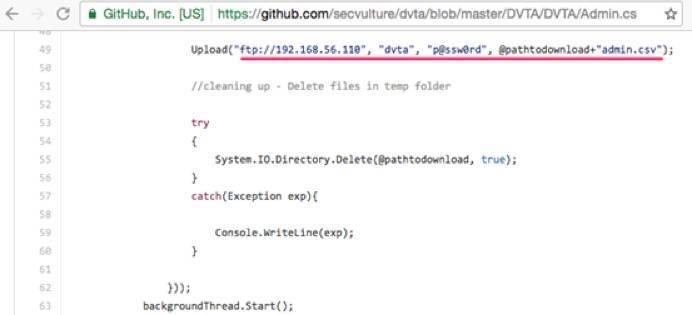 GitHub, Inc. [US] https://github.com/secvulture/dvta/blob/master/DVTA/DVTA/Admin.cs
48
49 Upload("ftp://192.168.56.110", "dvta", "p@ssw0rd", @pathtodownload+"admin.csv");
50
51 //cleaning up - Delete files in temp folder
52
53 try
54 {
55 System.IO.Directory.Delete(@pathtodownload, true);
56 }
57 catch(Exception exp){
58
59 Console.WriteLine(exp);
60 }
61
62 }));
63 backgroundThread.Start();